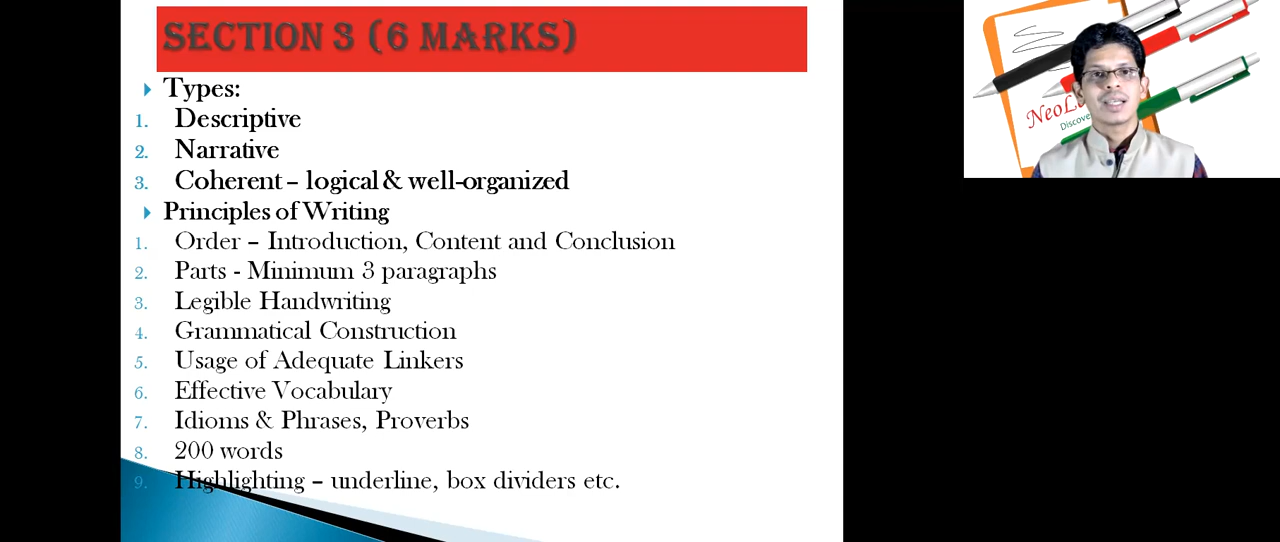 SECTION 3 (6 MARKS)
Types:
1. Descriptive
2. Narrative
3. Coherent – logical & well-organized
Principles of Writing
1. Order – Introduction, Content and Conclusion
2. Parts - Minimum 3 paragraphs
3. Legible Handwriting
4. Grammatical Construction
5. Usage of Adequate Linkers
6. Effective Vocabulary
7. Idioms & Phrases, Proverbs
8. 200 words
9. Highlighting – underline, box dividers etc.